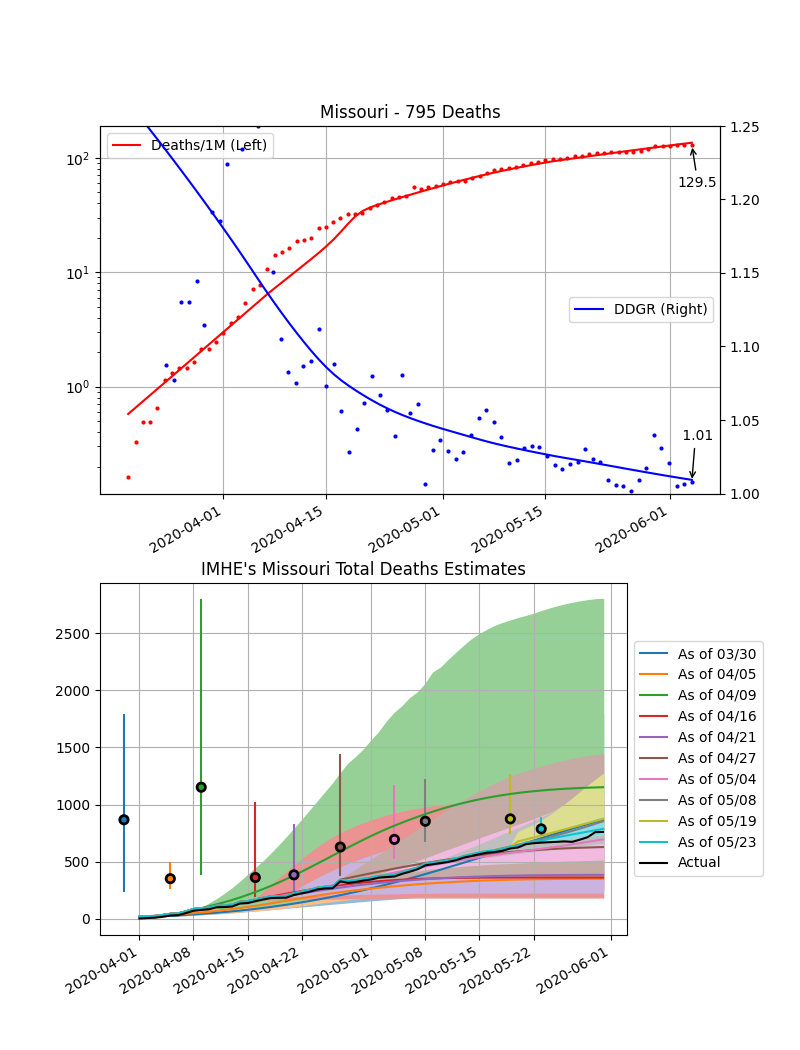 Missouri - 795 Deaths
Deaths/1M (Left)
DDGR (Right)
129.5
1.01
10²
10¹
10⁰
1.25
1.20
1.15
1.10
1.05
1.00
2020-04-01
2020-04-15
2020-05-01
2020-05-15
2020-06-01
IMHE's Missouri Total Deaths Estimates
2500
2000
1500
1000
500
0
2020-04-01
2020-04-08
2020-04-15
2020-04-22
2020-05-01
2020-05-08
2020-05-15
2020-05-22
2020-06-01
As of 03/30
As of 04/05
As of 04/09
As of 04/16
As of 04/21
As of 04/27
As of 05/04
As of 05/08
As of 05/19
As of 05/23
Actual